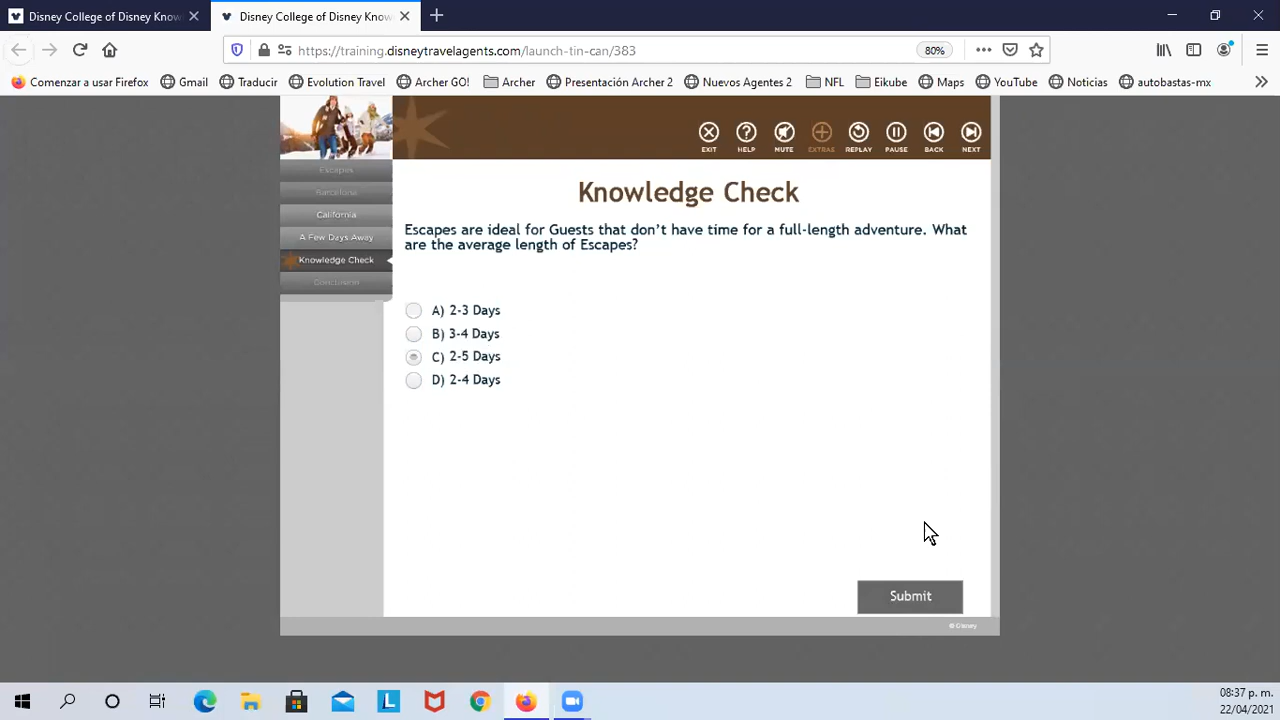 Disney College of Disney Know
Disney College of Disney Know
https://training.disneytravelagents.com/launch-tin-can/383
80%
Comenzar a usar Firefox
Gmail
Traducir
Evolution Travel
Archer GO!
Archer
Presentación Archer 2
Nuevos Agentes 2
NFL
Eikube
Maps
YouTube
Noticias
autobastas-mx
EXIT
HELP
MUTE
EXTRAS
REPLAY
PAUSE
BACK
NEXT
Escapes
Barcelona
California
A Few Days Away
Knowledge Check
Conclusion
Knowledge Check
Escapes are ideal for Guests that don't have time for a full-length adventure. What
are the average length of Escapes?
A) 2-3 Days
B) 3-4 Days
C) 2-5 Days
D) 2-4 Days
Submit
© Disney
08:37 p. m.
22/04/2021